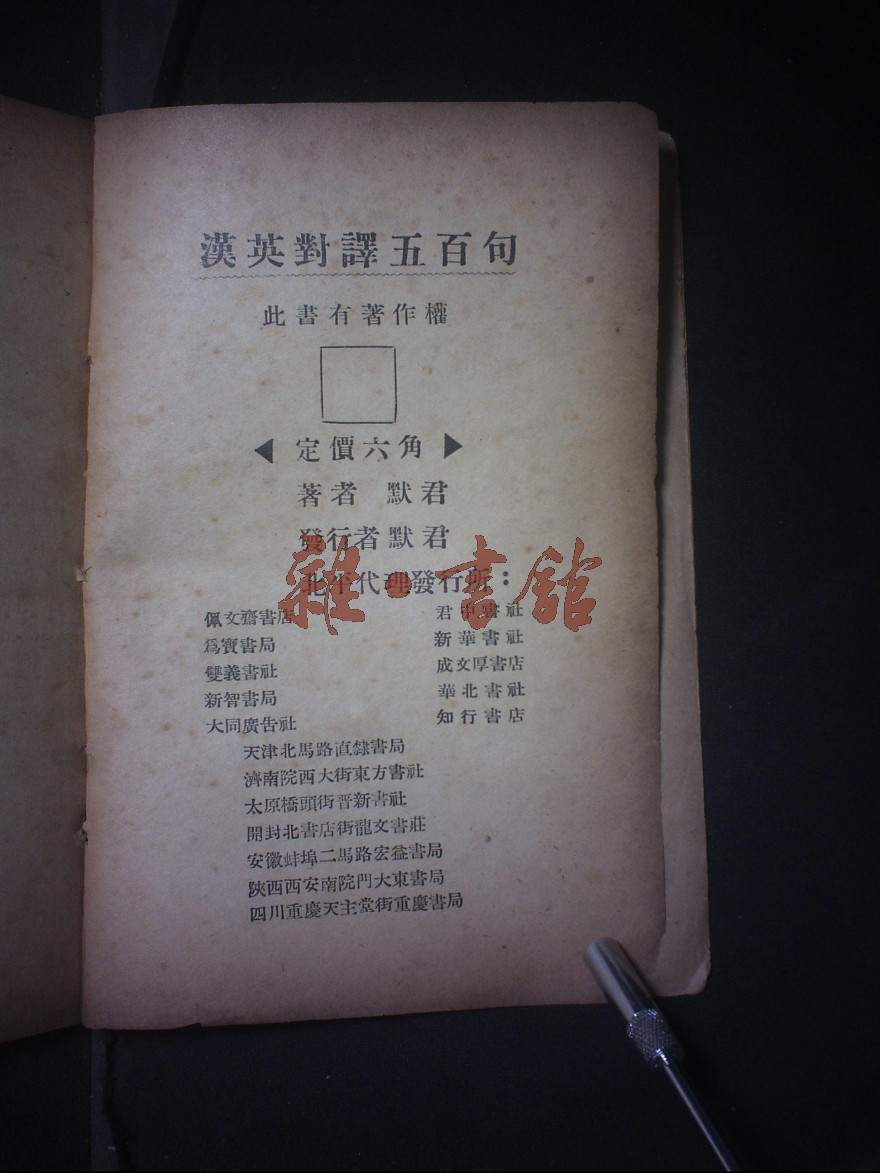 漢英對譯五百句
此書有著作權
◀ 定價六角 ▶
著者 默君
發行者默君
北平代理發行所：
佩文齋書店
爲寶書局
雙義書社
新智書局
大同廣告社
君中書社
新華書社
成文厚書店
華北書社
知行書店
天津北馬路直隸書局
濟南院西大街東方書社
太原橋頭街晋新書社
開封北書店街龍文書莊
安徽蚌埠二馬路宏益書局
陝西西安南院門大東書局
四川重慶天主堂街重慶書局
雜·書館